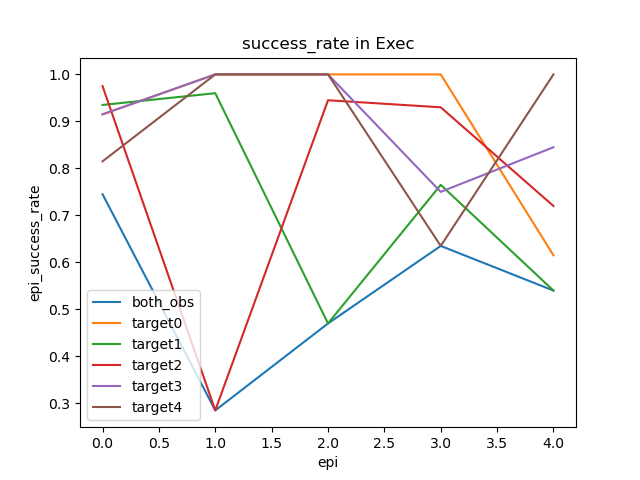 success_rate in Exec
epi_success_rate
1.0
0.9
0.8
0.7
0.6
0.5
0.4
0.3
both_obs
target0
target1
target2
target3
target4
0.0 0.5 1.0 1.5 2.0 2.5 3.0 3.5 4.0
epi